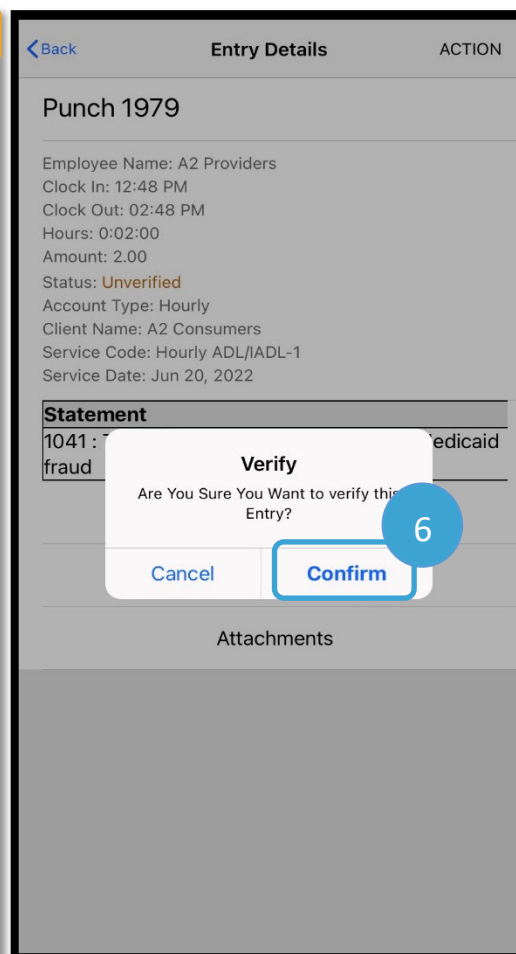 Back Entry Details ACTION
Punch 1979
Employee Name: A2 Providers
Clock In: 12:48 PM
Clock Out: 02:48 PM
Hours: 0:02:00
Amount: 2.00
Status: Unverified
Account Type: Hourly
Client Name: A2 Consumers
Service Code: Hourly ADL/IADL-1
Service Date: Jun 20, 2022
Statement
1041 :
fraud
Verify
Are You Sure You Want to verify this
Entry?
6
Cancel Confirm
Attachments